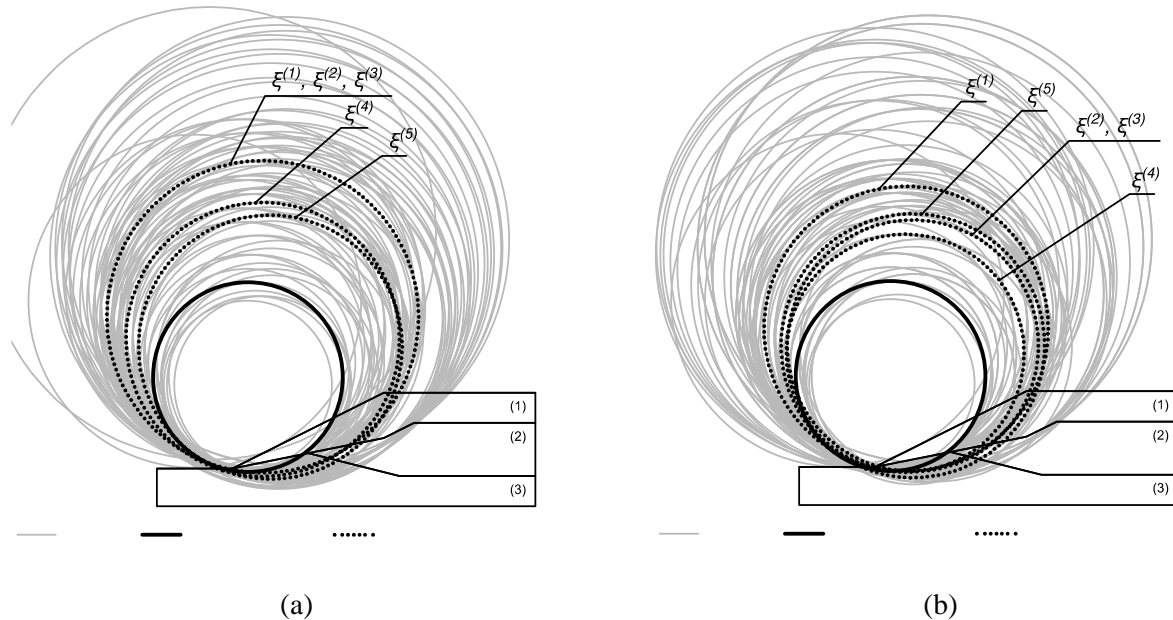 ξ(1), ξ(2), ξ(3)
ξ(4)
ξ(5)
(1)
(2)
(3)
(a)
ξ(1)
ξ(5)
ξ(2), ξ(3)
ξ(4)
(1)
(2)
(3)
(b)